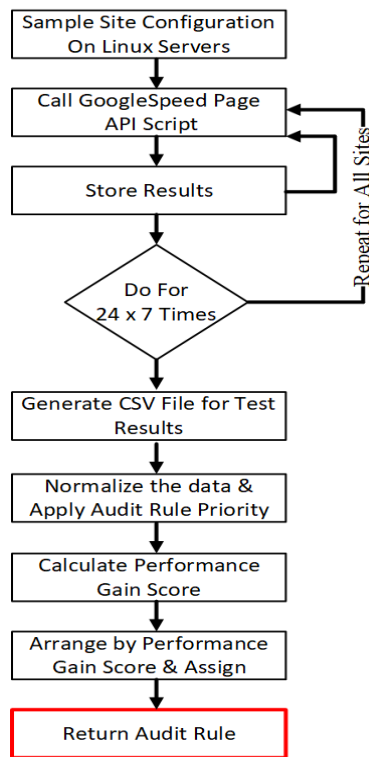 Sample Site Configuration
On Linux Servers
Call GoogleSpeed Page
API Script
Store Results
Repeat for All Sites
Do For
24 x 7 Times
Generate CSV File for Test
Results
Normalize the data &
Apply Audit Rule Priority
Calculate Performance
Gain Score
Arrange by Performance
Gain Score & Assign
Return Audit Rule